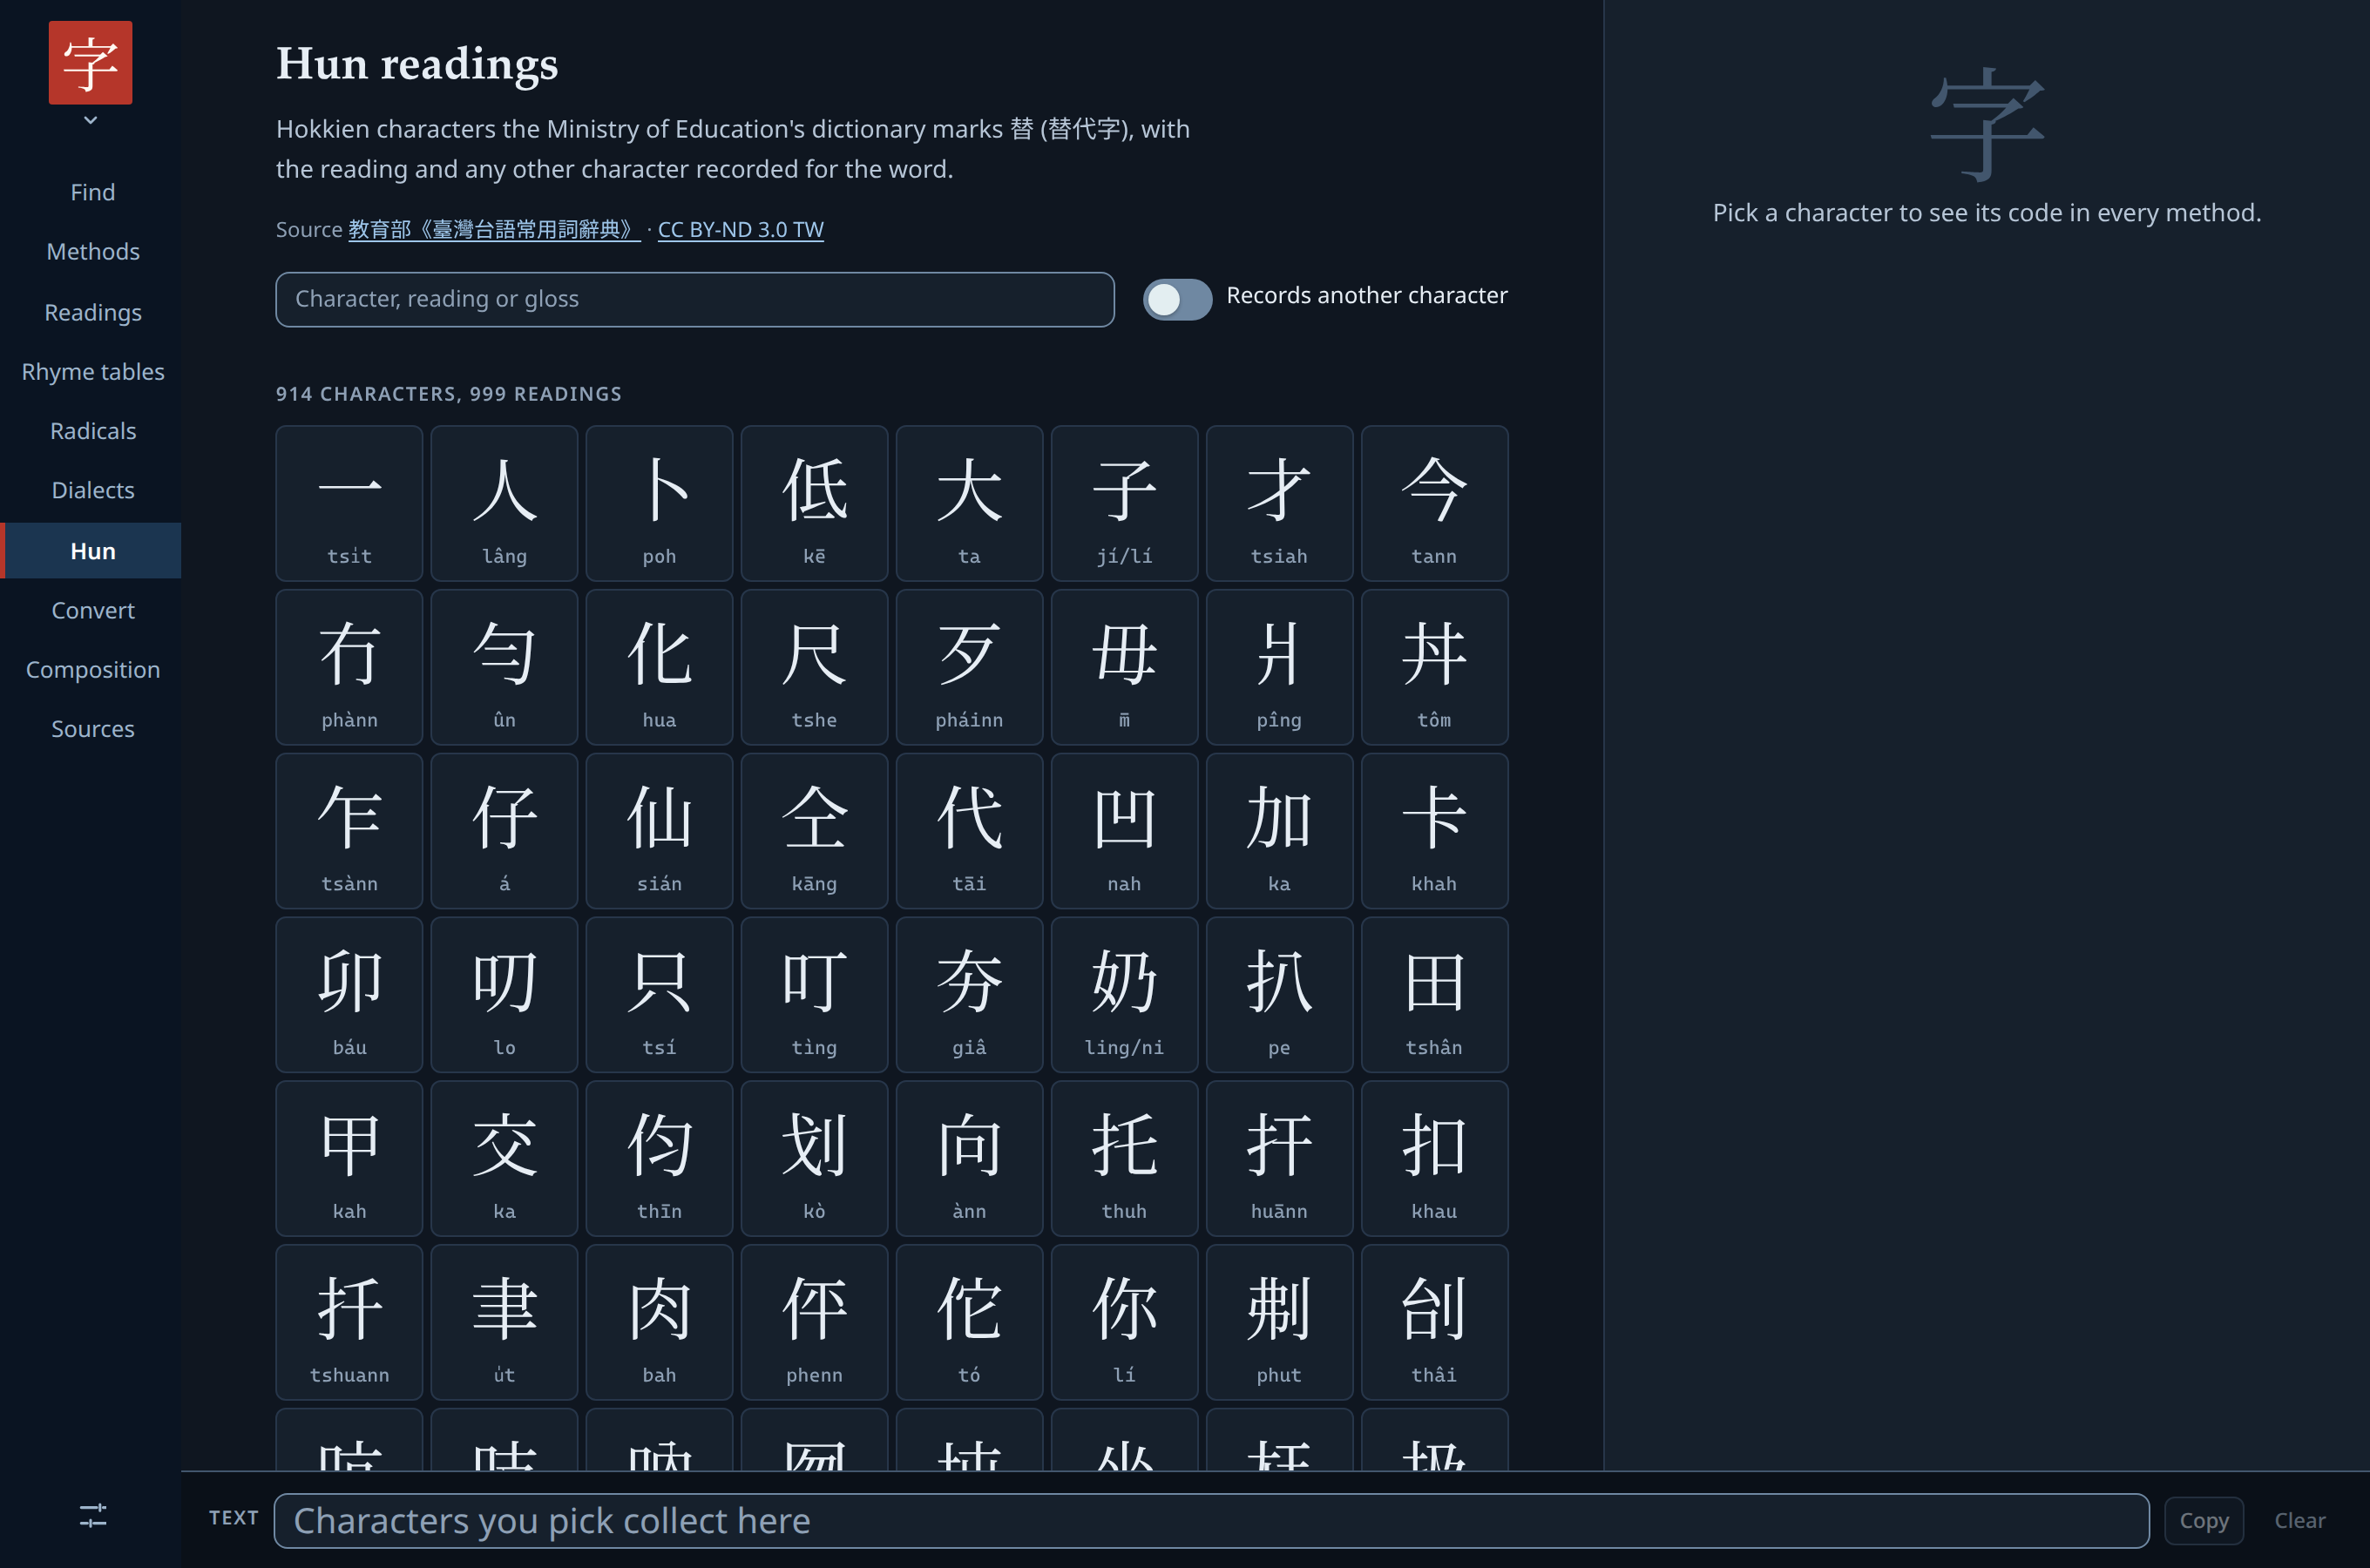 字
Find
Methods
Readings
Rhyme tables
Radicals
Dialects
Hun
Convert
Composition
Sources
Hun readings
Hokkien characters the Ministry of Education's dictionary marks 替 (替代字), with
the reading and any other character recorded for the word.
Source 教育部《臺灣台語常用詞辭典》 · CC BY-ND 3.0 TW
Character, reading or gloss
Records another character
914 CHARACTERS, 999 READINGS
一 人 卜 低 大 子 才 今
tsi̍t lâng poh kē ta jí/lí tsiah tann
冇 勻 化 尺 歹 毋 爿 丼
phànn ûn hua tshe pháinn m̄ pîng tôm
乍 仔 仙 仝 代 凹 加 卡
tsànn á sián kāng tāi nah ka khah
卯 叨 只 叮 夯 奶 扒 田
báu lo tsí tìng giâ ling/ni pe tshân
甲 交 伨 划 向 托 扞 扣
kah ka thīn kò ànn thuh huānn khau
扦 聿 肉 伻 佗 你 刜 刣
tshuann u̍t bah phenn tó lí phut thâi
字
Pick a character to see its code in every method.
TEXT
Characters you pick collect here
Copy
Clear